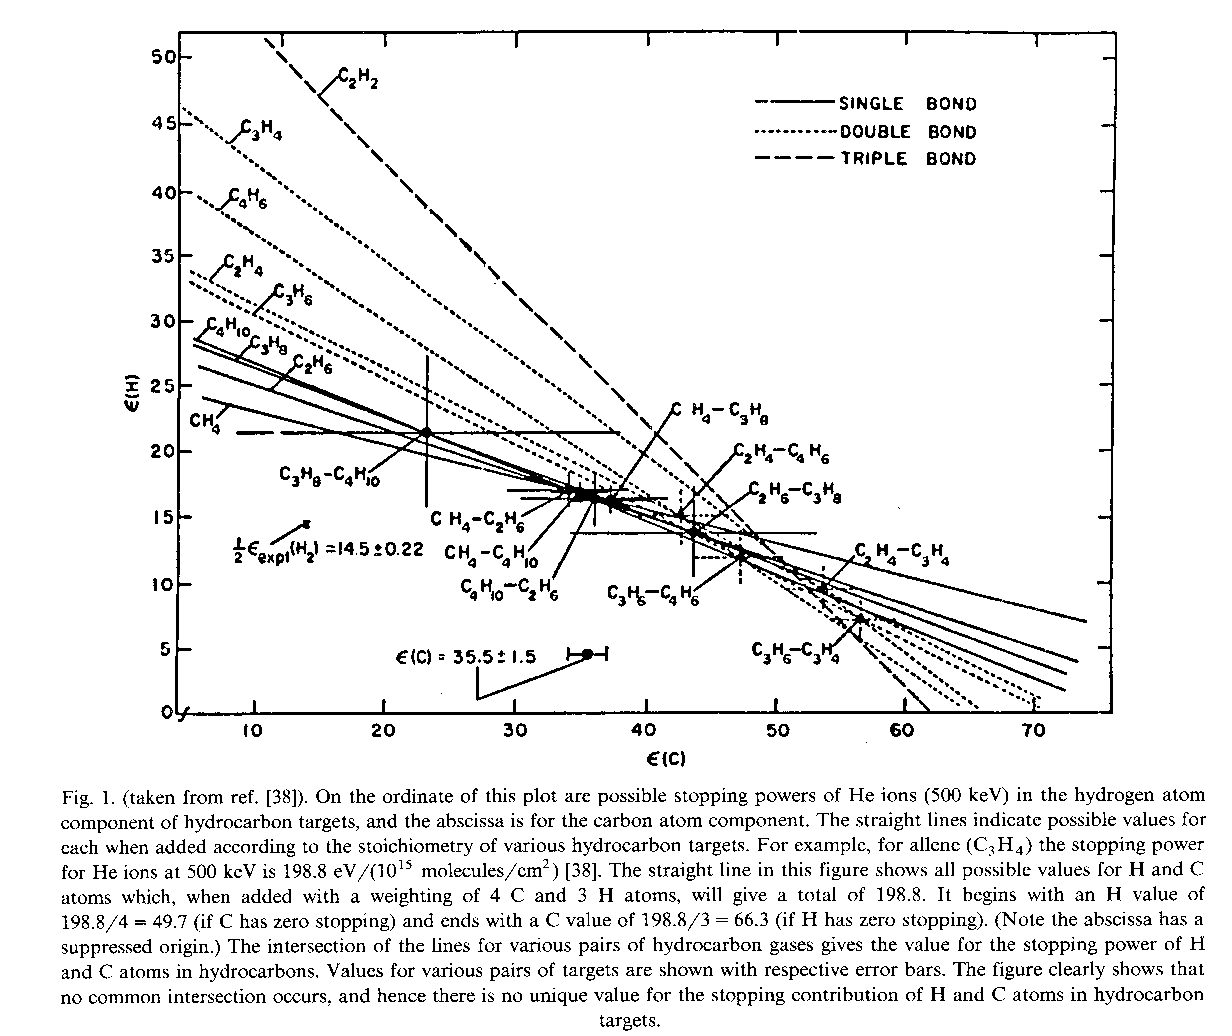 50
45
40
35
30
25
20
15
10
5
0
ε(H)
C2H2
C3H4
C4H6
C2H4
C3H6
C4H10
C3H8
C2H6
CH4
SINGLE BOND
DOUBLE BOND
TRIPLE BOND
C H4-C3H8
C2H4-C4H6
C2H6-C3H8
C3H8-C4H10
C H4-C2H6
½εexpt(H2) =14.5±0.22
CH4-C4H10
C2H4-C3H4
C4H10-C2H6
C3H6-C4H6
C3H6-C3H4
ε(C) = 35.5±1.5
10 20 30 40 50 60 70
ε(C)
Fig. 1. (taken from ref. [38]). On the ordinate of this plot are possible stopping powers of He ions (500 keV) in the hydrogen atom
component of hydrocarbon targets, and the abscissa is for the carbon atom component. The straight lines indicate possible values for
each when added according to the stoichiometry of various hydrocarbon targets. For example, for allene (C3H4) the stopping power
for He ions at 500 keV is 198.8 eV/(10^15 molecules/cm²) [38]. The straight line in this figure shows all possible values for H and C
atoms which, when added with a weighting of 4 C and 3 H atoms, will give a total of 198.8. It begins with an H value of
198.8/4 = 49.7 (if C has zero stopping) and ends with a C value of 198.8/3 = 66.3 (if H has zero stopping). (Note the abscissa has a
suppressed origin.) The intersection of the lines for various pairs of hydrocarbon gases gives the value for the stopping power of H
and C atoms in hydrocarbons. Values for various pairs of targets are shown with respective error bars. The figure clearly shows that
no common intersection occurs, and hence there is no unique value for the stopping contribution of H and C atoms in hydrocarbon
targets.